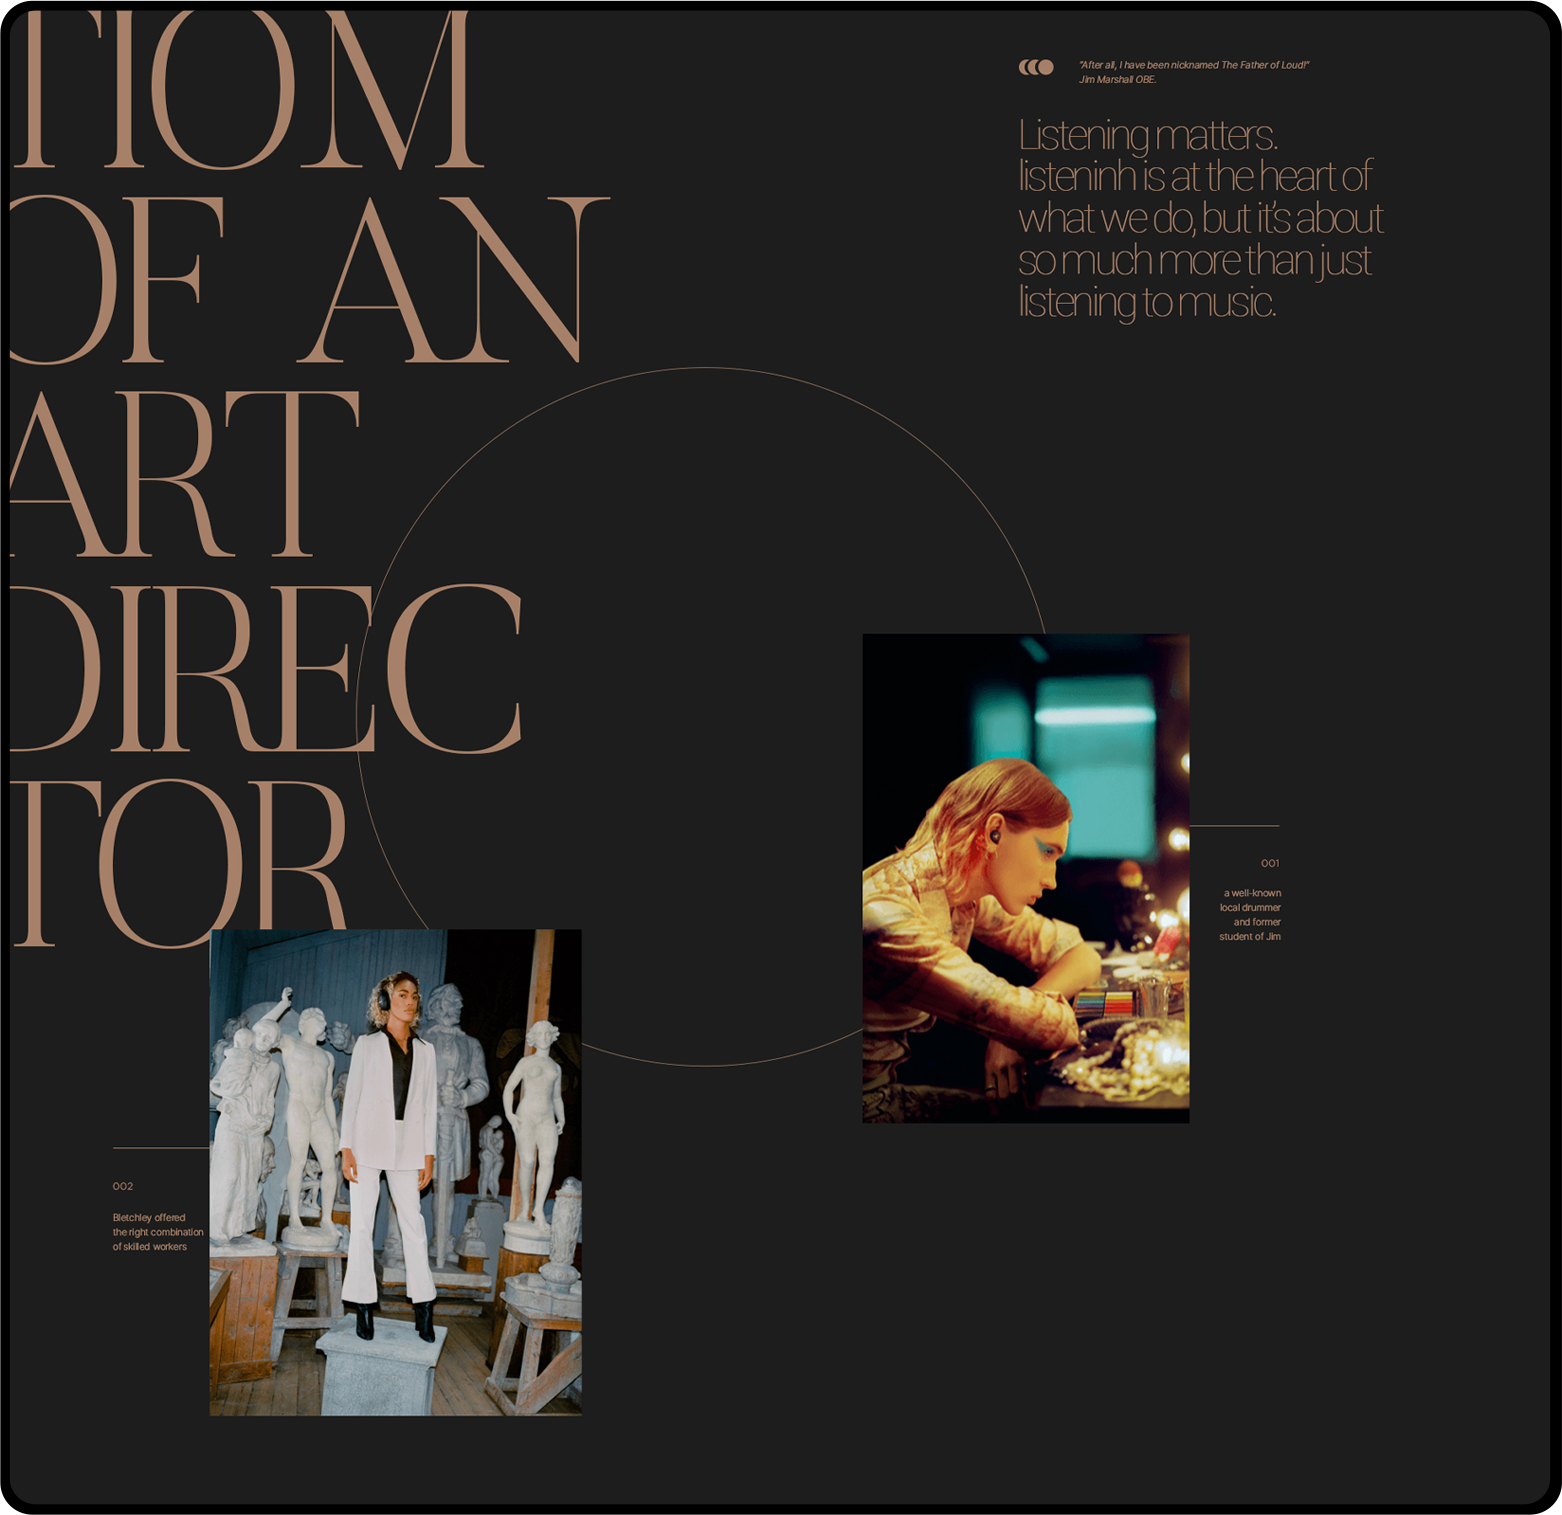 TIOM
OF AN
ART
DIREC
TOR
"After all, I have been nicknamed The Father of Loud!"
Jim Marshall OBE.
Listening matters.
listeninh is at the heart of
what we do, but it's about
so much more than just
listening to music.
001
a well-known
local drummer
and former
student of Jim
002
Bletchley offered
the right combination
of skilled workers